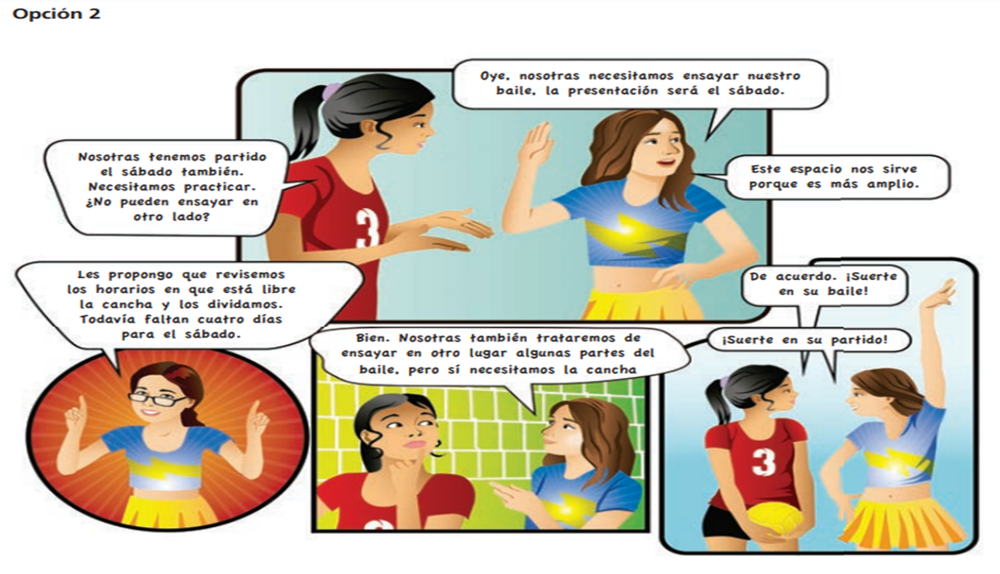 Opción 2
Oye, nosotras necesitamos ensayar nuestro
baile, la presentación será el sábado.
Nosotras tenemos partido
el sábado también.
Necesitamos practicar.
¿No pueden ensayar en
otro lado?
Este espacio nos sirve
porque es más amplio.
Les propongo que revisemos
los horarios en que está libre
la cancha y los dividamos.
Todavía faltan cuatro días
para el sábado.
Bien. Nosotras también trataremos de
ensayar en otro lugar algunas partes del
baile, pero sí necesitamos la cancha
De acuerdo. ¡Suerte
en su baile!
¡Suerte en su partido!
3
3